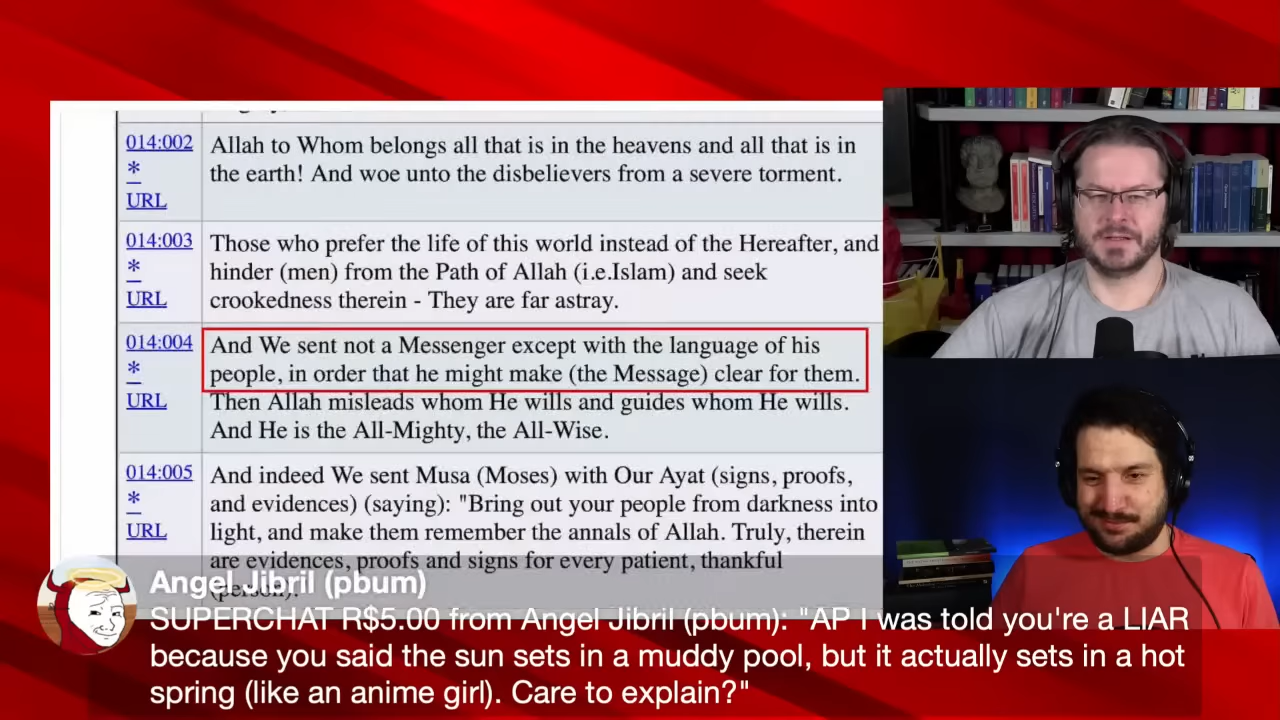 014:002
*
URL
Allah to Whom belongs all that is in the heavens and all that is in
the earth! And woe unto the disbelievers from a severe torment.
014:003
*
URL
Those who prefer the life of this world instead of the Hereafter, and
hinder (men) from the Path of Allah (i.e.Islam) and seek
crookedness therein - They are far astray.
014:004
*
URL
And We sent not a Messenger except with the language of his
people, in order that he might make (the Message) clear for them.
Then Allah misleads whom He wills and guides whom He wills.
And He is the All-Mighty, the All-Wise.
014:005
*
URL
And indeed We sent Musa (Moses) with Our Ayat (signs, proofs,
and evidences) (saying): "Bring out your people from darkness into
light, and make them remember the annals of Allah. Truly, therein
are evidences, proofs and signs for every patient, thankful
(person).
Angel Jibril (pbum)
SUPERCHAT R$5.00 from Angel Jibril (pbum): "AP I was told you're a LIAR
because you said the sun sets in a muddy pool, but it actually sets in a hot
spring (like an anime girl). Care to explain?"